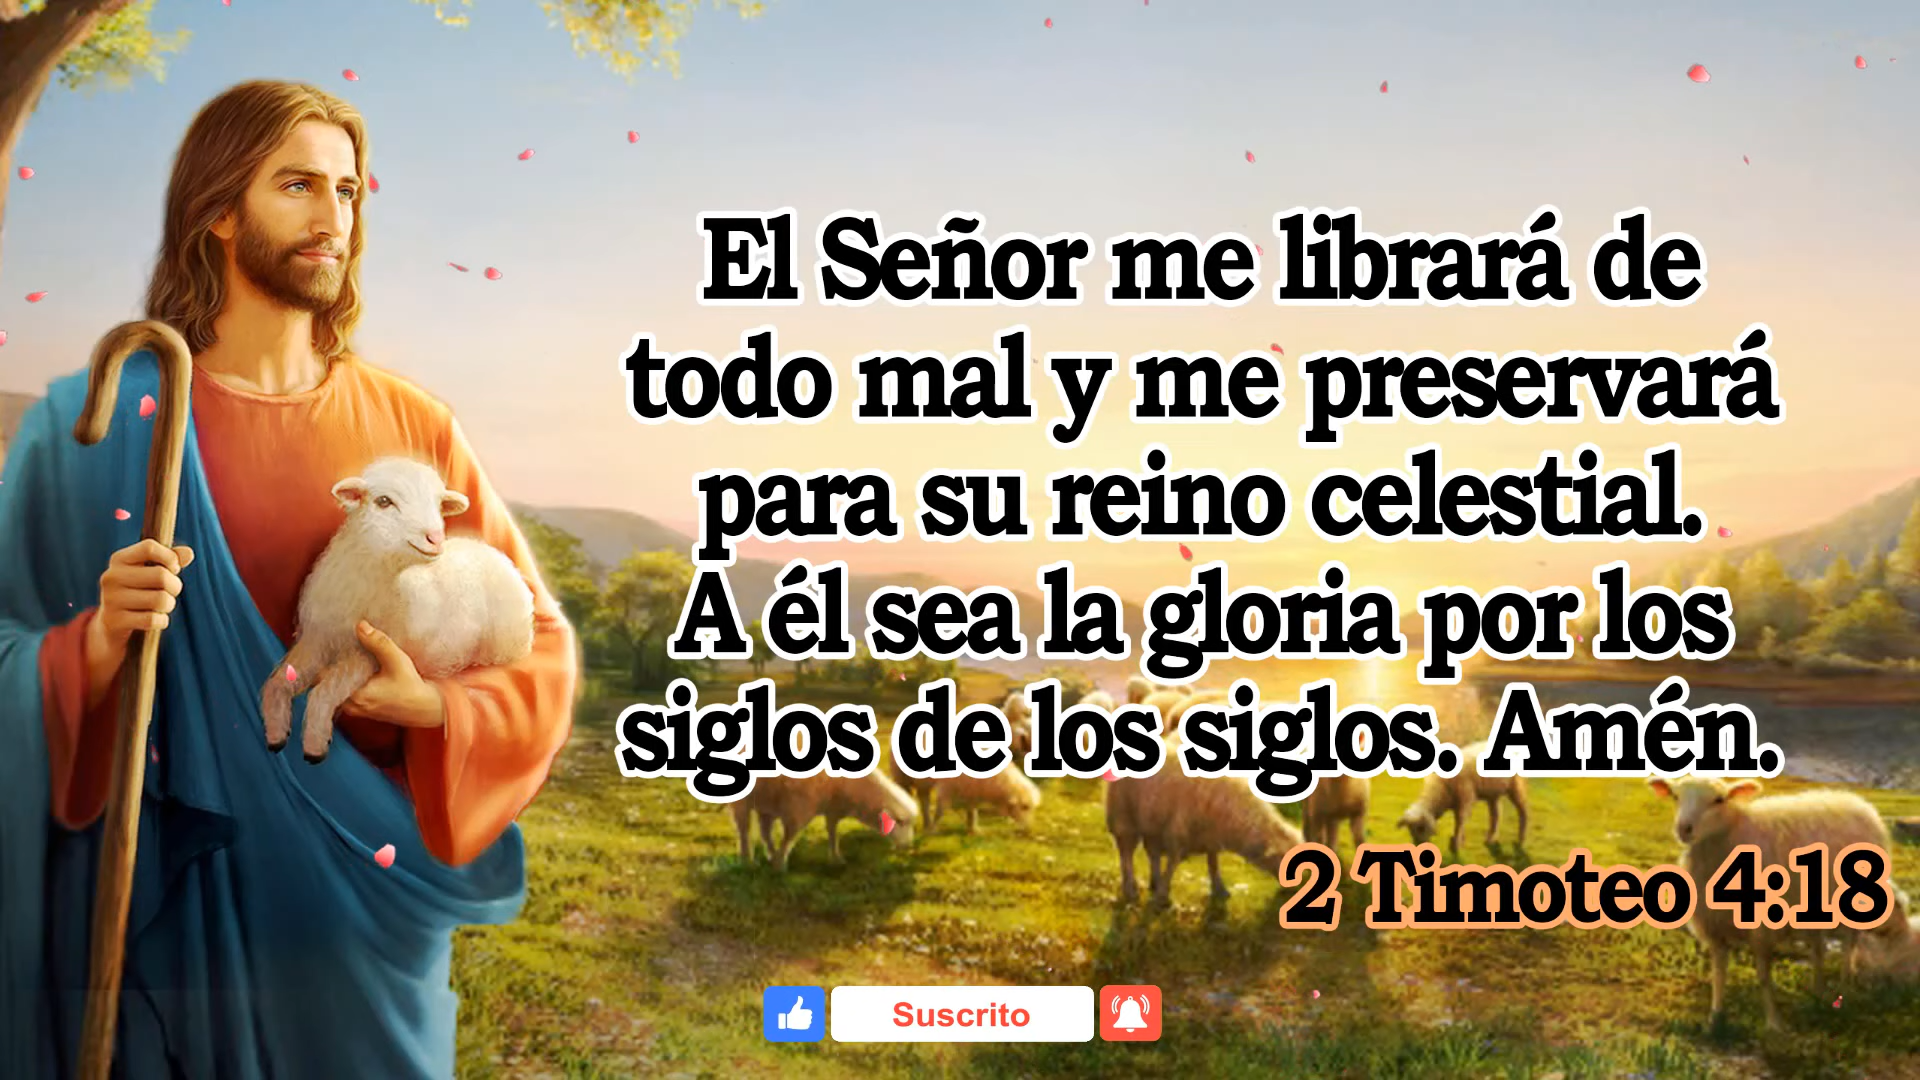 El Señor me librará de
todo mal y me preservará
para su reino celestial.
A él sea la gloria por los
siglos de los siglos. Amén.
2 Timoteo 4:18
Suscrito